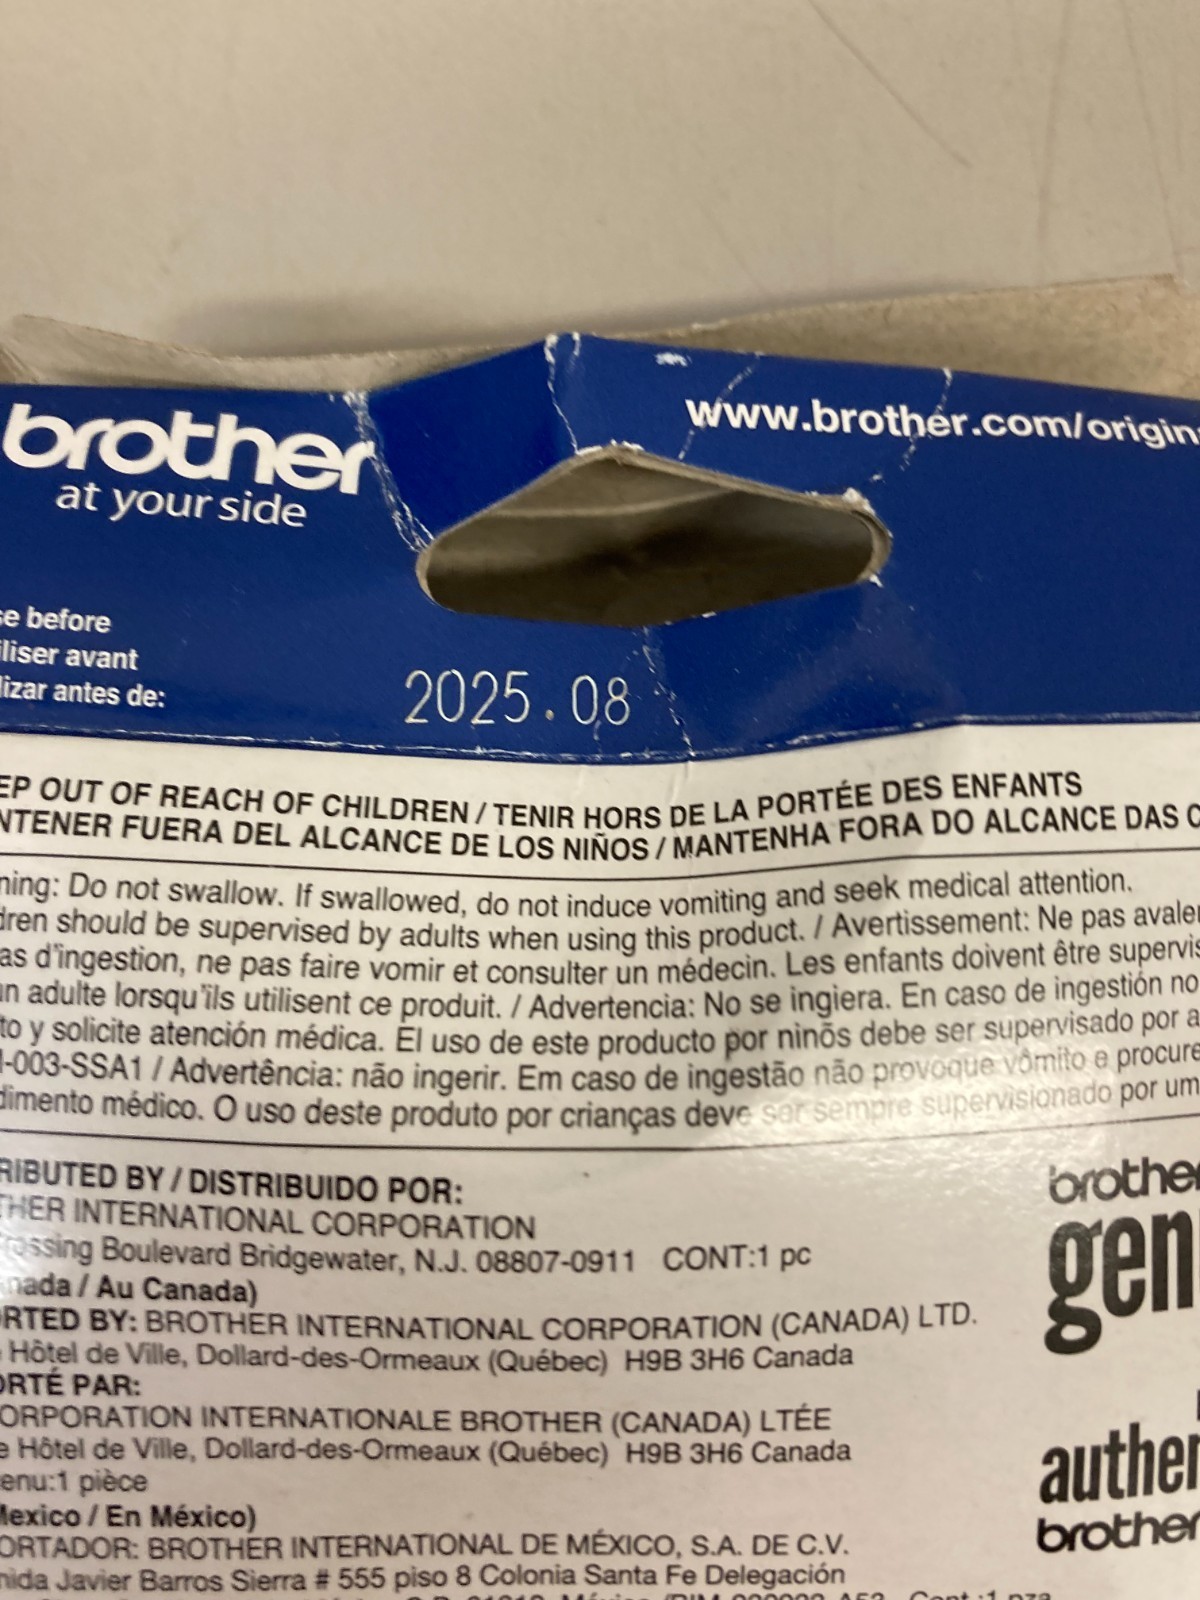 brother
at your side
www.brother.com/origin
se before
iliser avant
lizar antes de:
2025.08
EP OUT OF REACH OF CHILDREN / TENIR HORS DE LA PORTÉE DES ENFANTS
NTENER FUERA DEL ALCANCE DE LOS NIÑOS / MANTENHA FORA DO ALCANCE DAS C
ning: Do not swallow. If swallowed, do not induce vomiting and seek medical attention.
dren should be supervised by adults when using this product. / Avertissement: Ne pas avaler
as d'ingestion, ne pas faire vomir et consulter un médecin. Les enfants doivent être supervis
un adulte lorsqu'ils utilisent ce produit. / Advertencia: No se ingiera. En caso de ingestión no
to y solicite atención médica. El uso de este producto por ninõs debe ser supervisado por a
-003-SSA1 / Advertência: não ingerir. Em caso de ingestão não provoque vômito e procure
dimento médico. O uso deste produto por crianças deve ser sempre supervisionado por um
RIBUTED BY / DISTRIBUIDO POR:
THER INTERNATIONAL CORPORATION
rossing Boulevard Bridgewater, N.J. 08807-0911 CONT:1 pc
nada / Au Canada)
ORTED BY: BROTHER INTERNATIONAL CORPORATION (CANADA) LTD.
Hôtel de Ville, Dollard-des-Ormeaux (Québec) H9B 3H6 Canada
ORTÉ PAR:
ORPORATION INTERNATIONALE BROTHER (CANADA) LTÉE
e Hôtel de Ville, Dollard-des-Ormeaux (Québec) H9B 3H6 Canada
enu:1 pièce
Mexico / En México)
ORTADOR: BROTHER INTERNATIONAL DE MÉXICO, S.A. DE C.V.
nida Javier Barros Sierra # 555 piso 8 Colonia Santa Fe Delegación
brother
gen
authen
brother